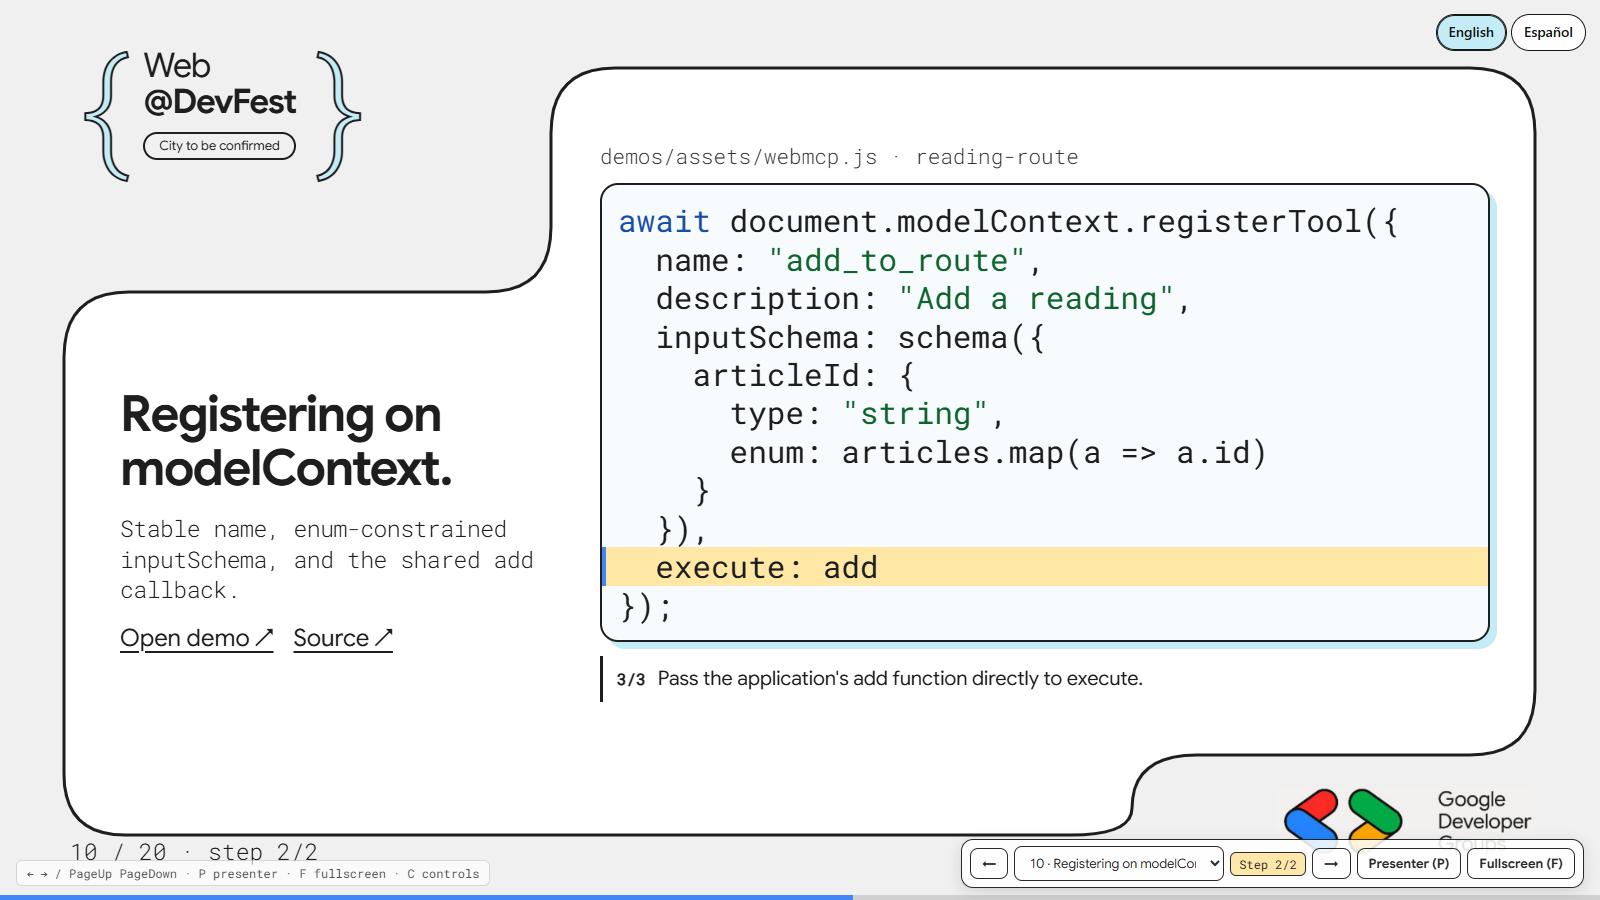 English Español
Web
@DevFest
City to be confirmed
demos/assets/webmcp.js · reading-route
await document.modelContext.registerTool({
  name: "add_to_route",
  description: "Add a reading",
  inputSchema: schema({
    articleId: {
      type: "string",
      enum: articles.map(a => a.id)
    }
  }),
  execute: add
});
3/3 Pass the application's add function directly to execute.
Registering on
modelContext.
Stable name, enum-constrained
inputSchema, and the shared add
callback.
Open demo ↗ Source ↗
Google
Developer
Groups
10 / 20 · step 2/2
← → / PageUp PageDown · P presenter · F fullscreen · C controls
← 10 · Registering on modelCo Step 2/2 → Presenter (P) Fullscreen (F)